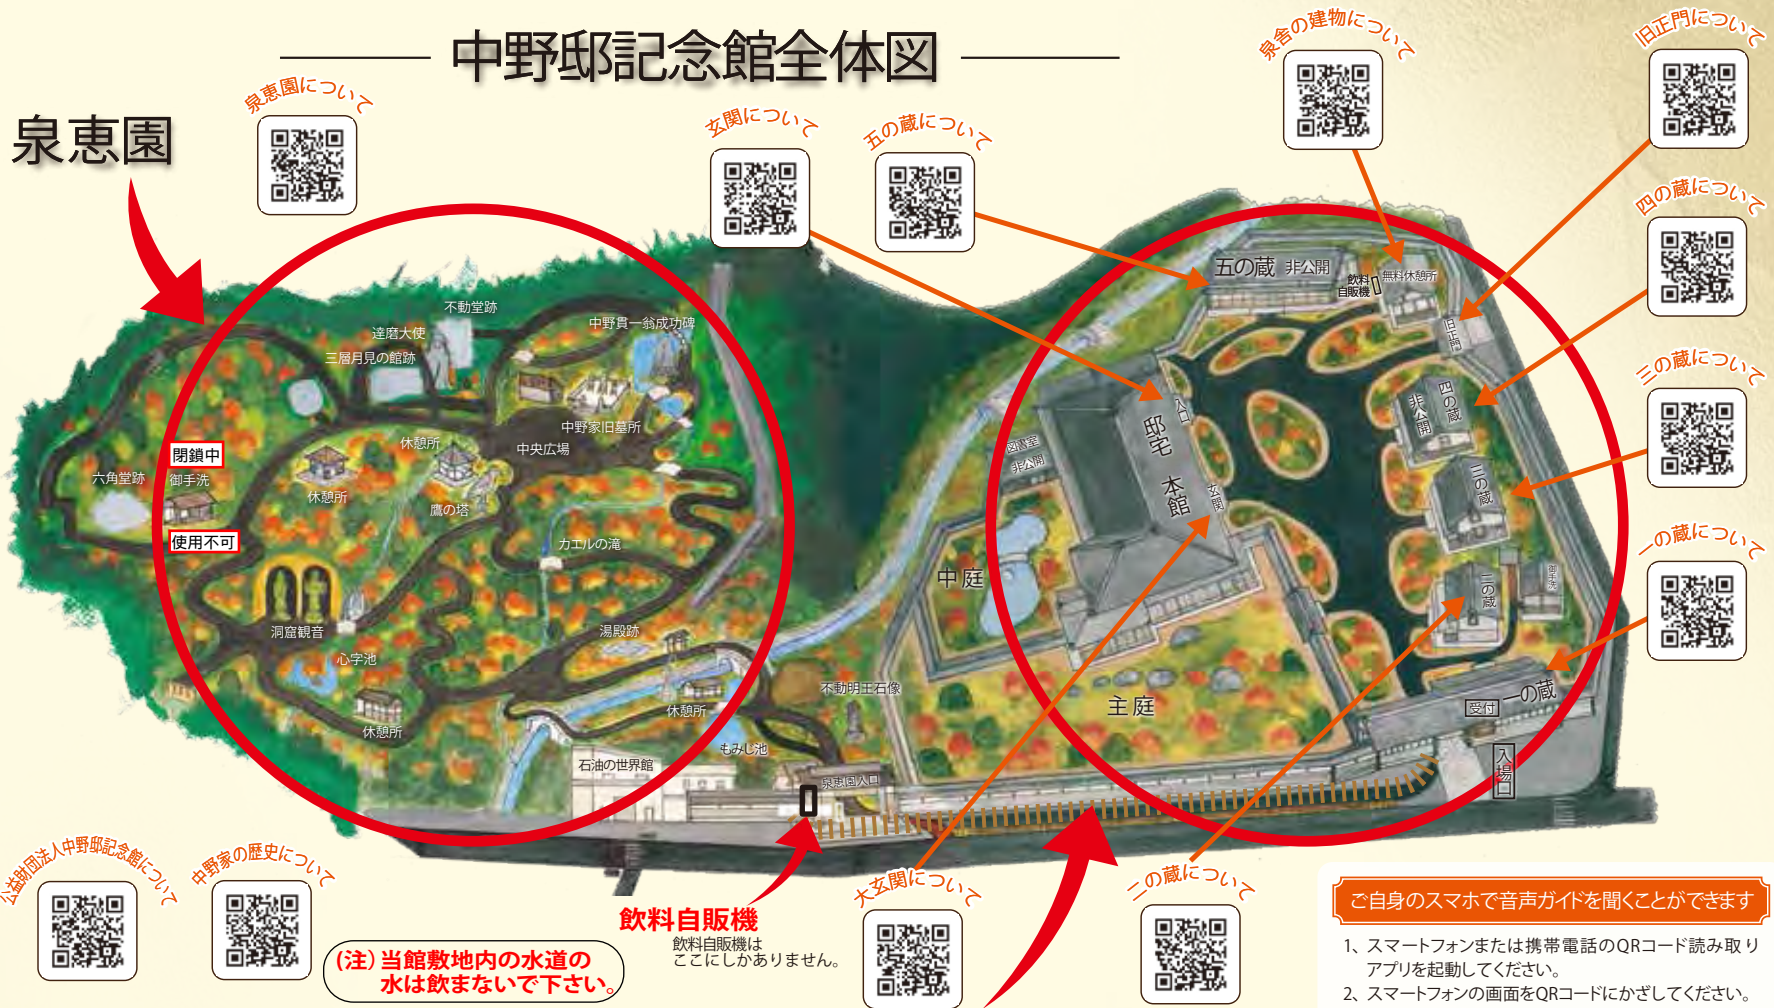 中野邸記念館全体図
泉恵園
泉恵園について
玄関について
五の蔵について
泉舎の建物について
旧正門について
四の蔵について
三の蔵について
一の蔵について
五の蔵 非公開
飲料
自販機
無料休憩所
旧正門
不動堂跡
達磨大使
三層月見の館跡
中野貫一翁成功碑
中野家旧墓所
中央広場
休憩所
鷹の塔
休憩所
閉鎖中
御手洗
使用不可
六角堂跡
カエルの滝
洞窟観音
心字池
湯殿跡
休憩所
休憩所
不動明王石像
もみじ池
石油の世界館
泉恵園入口
図書室
非公開
邸宅 本館
入口
玄関
中庭
主庭
四の蔵
非公開
三の蔵
二の蔵
御手洗
一の蔵
受付
入場口
公益財団法人中野邸記念館について
中野家の歴史について
(注)当館敷地内の水道の
水は飲まないで下さい。
飲料自販機
飲料自販機は
ここにしかありません。
大玄関について
二の蔵について
ご自身のスマホで音声ガイドを聞くことができます
1、スマートフォンまたは携帯電話のQRコード読み取り
アプリを起動してください。
2、スマートフォンの画面をQRコードにかざしてください。